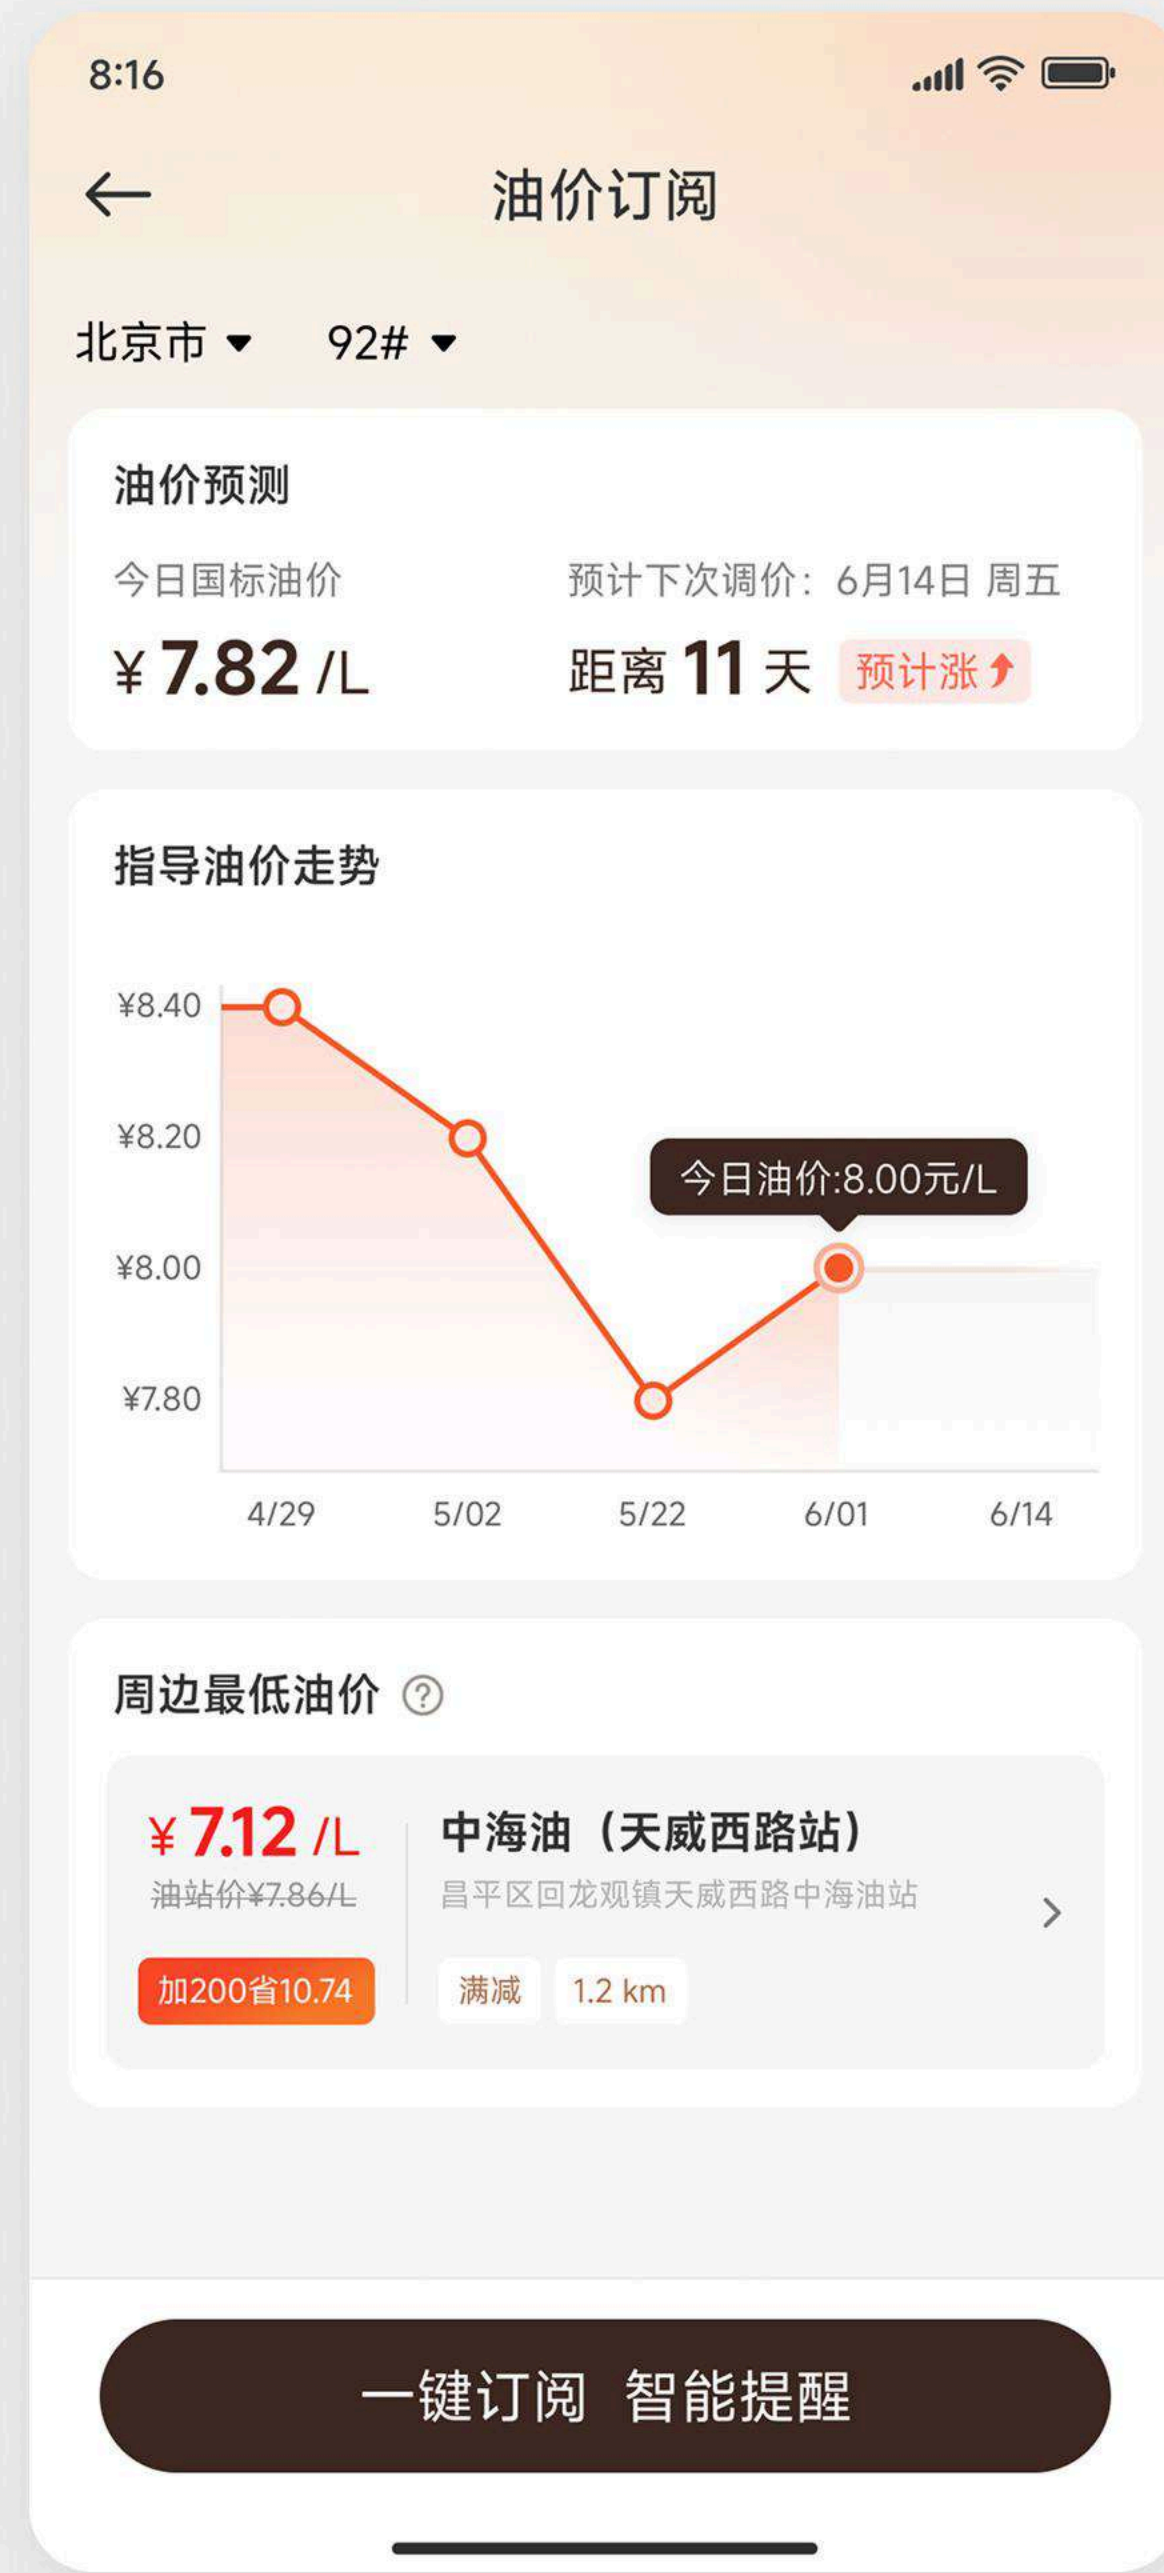 8:16
油价订阅
北京市 92#
油价预测
今日国标油价 预计下次调价：6月14日 周五
¥7.82/L 距离11天 预计涨
指导油价走势
¥8.40
¥8.20
今日油价:8.00元/L
¥8.00
¥7.80
4/29 5/02 5/22 6/01 6/14
周边最低油价 ?
¥7.12/L 中海油（天威西路站）
油站价¥7.86/L 昌平区回龙观镇天威西路中海油站
加200省10.74 满减 1.2 km
一键订阅 智能提醒